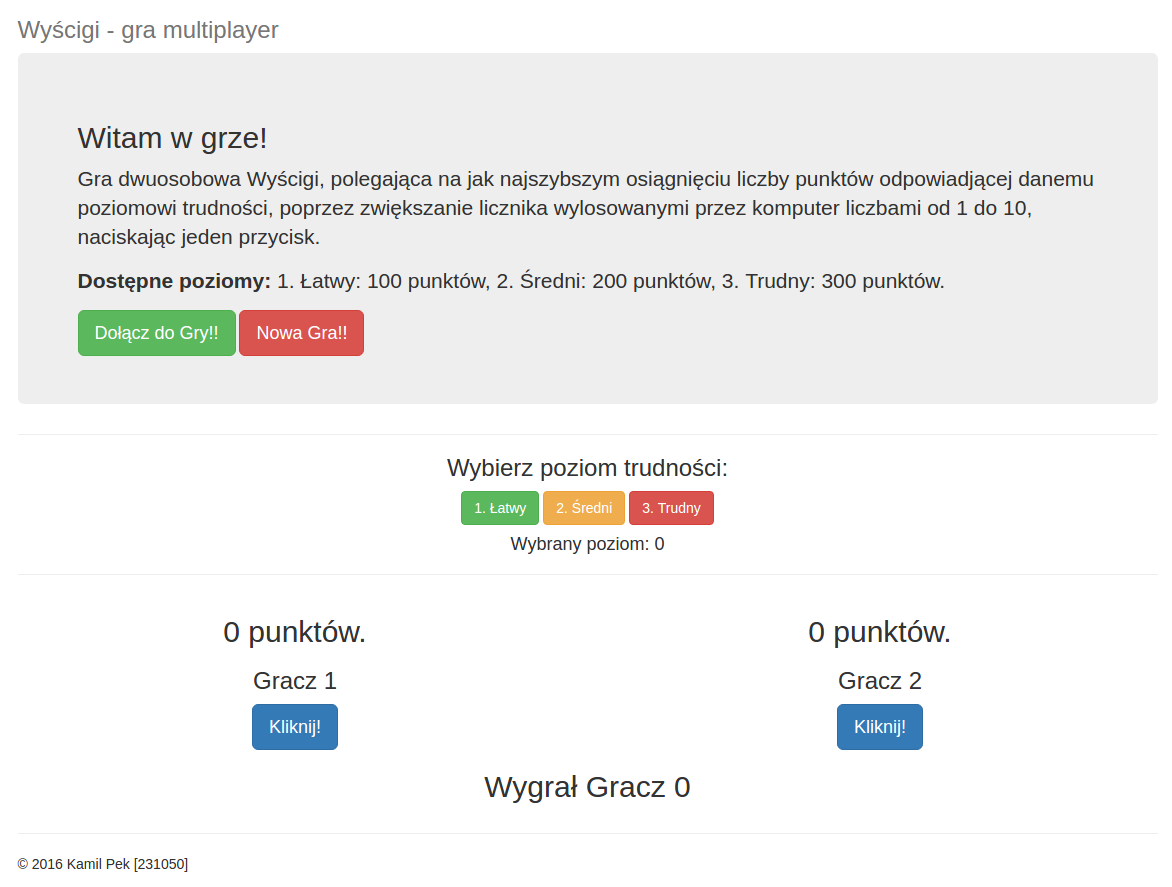 Wyścigi - gra multiplayer
Witam w grze!
Gra dwuosobowa Wyścigi, polegająca na jak najszybszym osiągnięciu liczby punktów odpowiadjącej danemu
poziomowi trudności, poprzez zwiększanie licznika wylosowanymi przez komputer liczbami od 1 do 10,
naciskając jeden przycisk.
Dostępne poziomy: 1. Łatwy: 100 punktów, 2. Średni: 200 punktów, 3. Trudny: 300 punktów.
Dołącz do Gry!! Nowa Gra!!
Wybierz poziom trudności:
1. Łatwy 2. Średni 3. Trudny
Wybrany poziom: 0
0 punktów. 0 punktów.
Gracz 1 Gracz 2
Kliknij! Kliknij!
Wygrał Gracz 0
© 2016 Kamil Pek [231050]